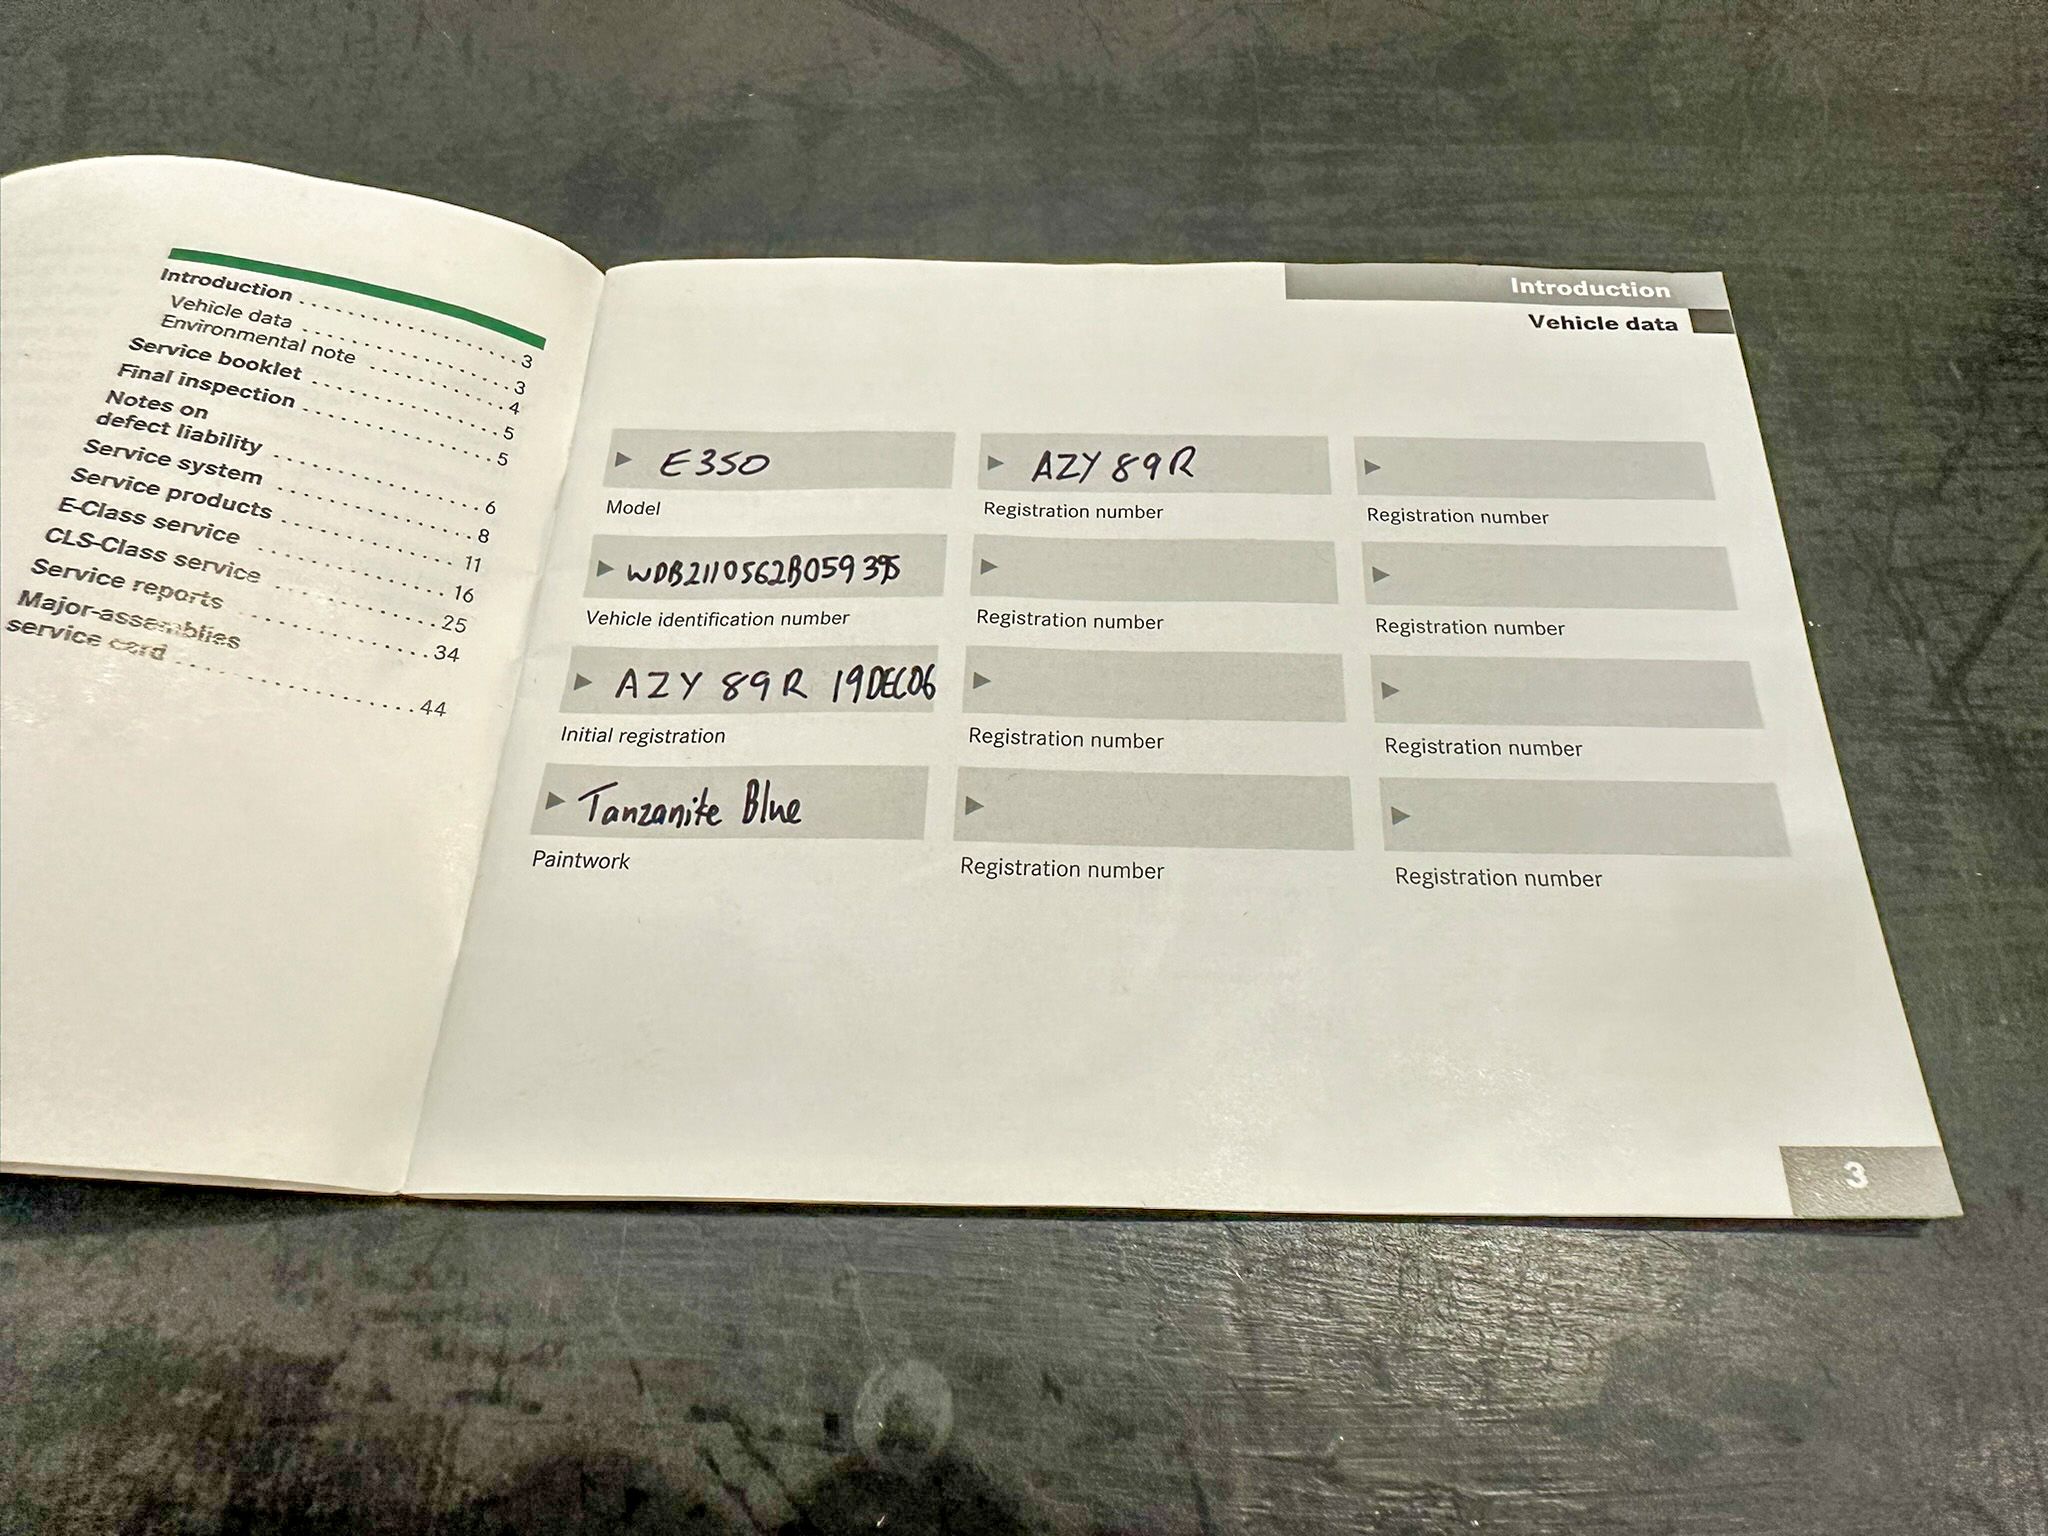 Introduction . . . . . . . . . . . . . . . . . . 3
Vehicle data . . . . . . . . . . . . . . . . . . 3
Environmental note . . . . . . . . . . . . 4
Service booklet . . . . . . . . . . . . . . . . 5
Final inspection . . . . . . . . . . . . . . . . 5
Notes on
defect liability . . . . . . . . . . . . . . . . . 6
Service system . . . . . . . . . . . . . . . . 8
Service products . . . . . . . . . . . . . . 11
E-Class service . . . . . . . . . . . . . . . 16
CLS-Class service . . . . . . . . . . . . . 25
Service reports . . . . . . . . . . . . . . . 34
Major-assemblies
service card . . . . . . . . . . . . . . . . . . 44
Introduction
Vehicle data
E350
Model
WDB2110562B059395
Vehicle identification number
AZY 89R 19DEC06
Initial registration
Tanzanite Blue
Paintwork
AZY 89R
Registration number
Registration number
Registration number
Registration number
Registration number
Registration number
Registration number
Registration number
3